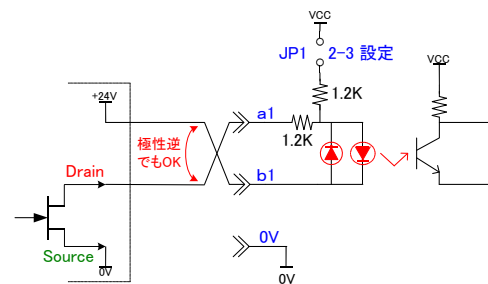 VCC
JP1 2-3 設定
VCC
+24V
1.2K
a1
1.2K
極性逆
でもOK
Drain
b1
Source
0V
0V
0V